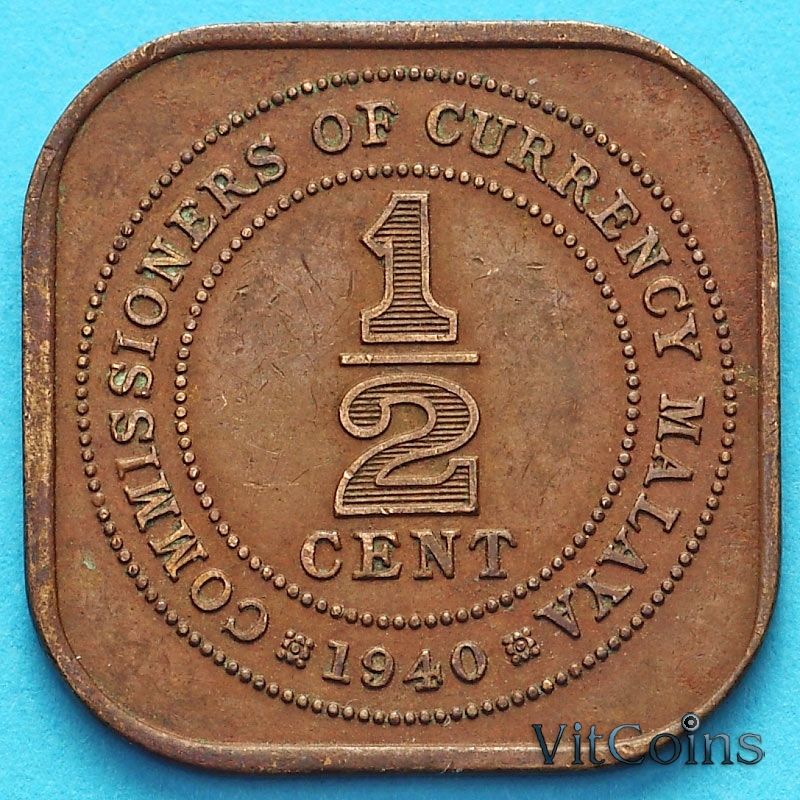 COMMISSIONERS OF CURRENCY MALAYA
1/2
CENT
1940
VitCoins